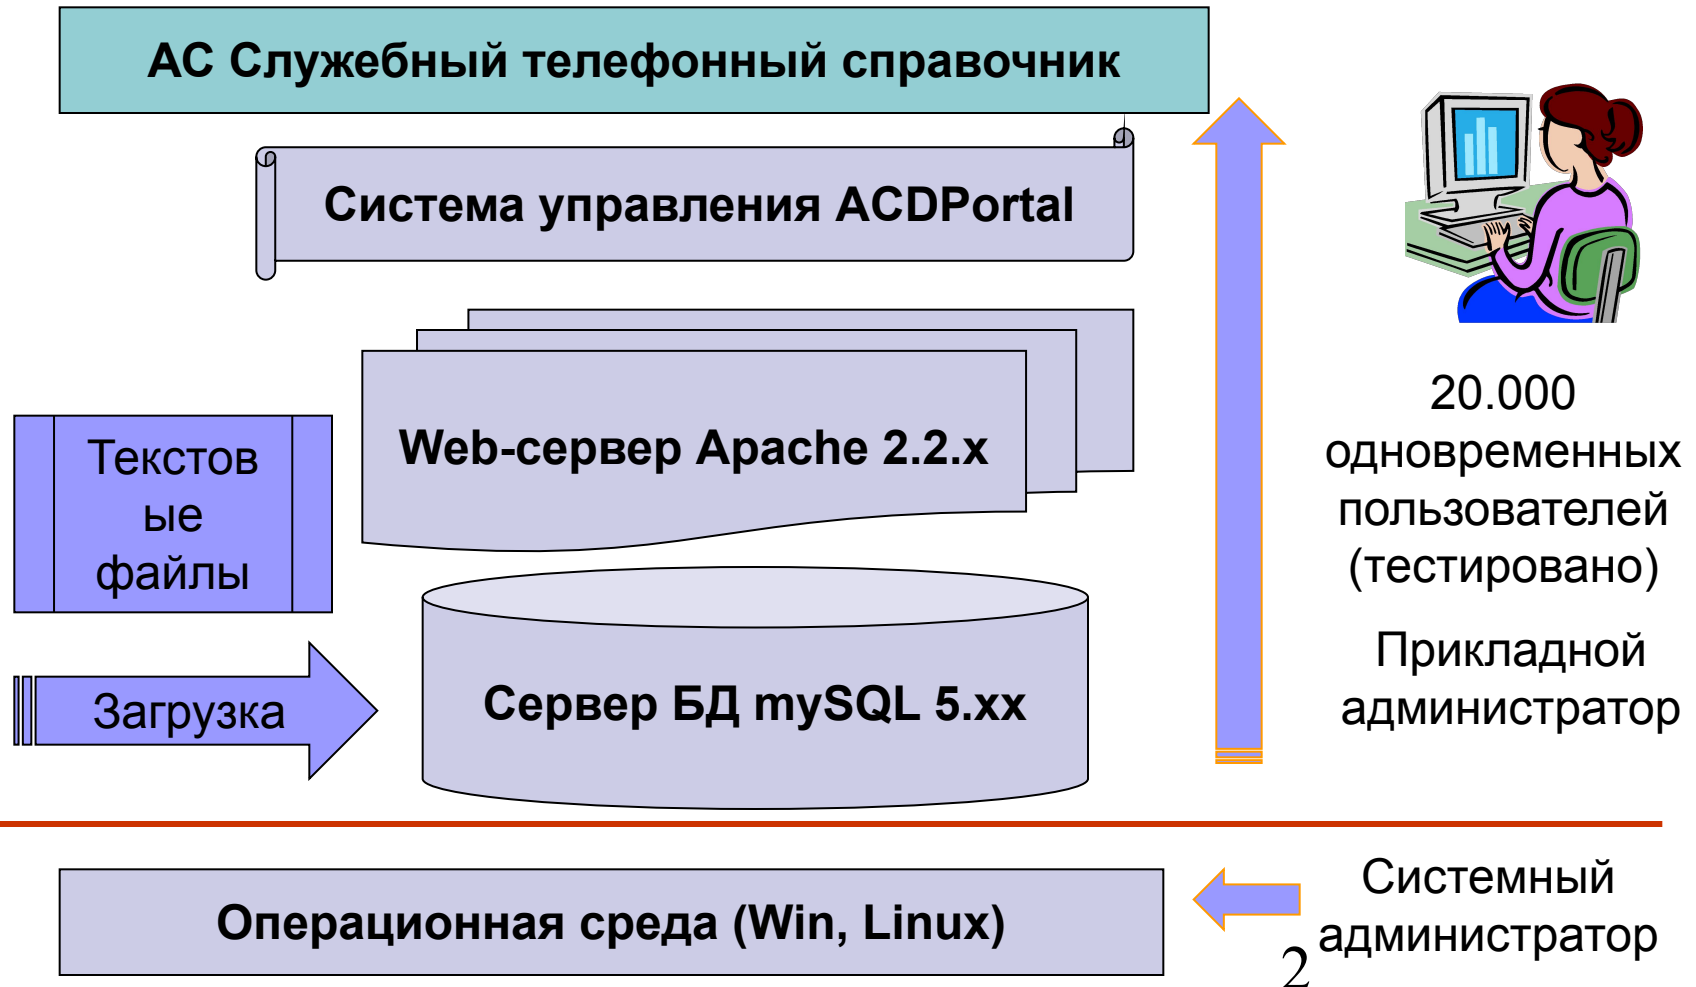 АС Служебный телефонный справочник
Система управления ACDPortal
Web-сервер Apache 2.2.x
Текстов
ые
файлы
Загрузка
Сервер БД mySQL 5.xx
20.000
одновременных
пользователей
(тестировано)
Прикладной
администратор
Операционная среда (Win, Linux)
Системный
администратор
2